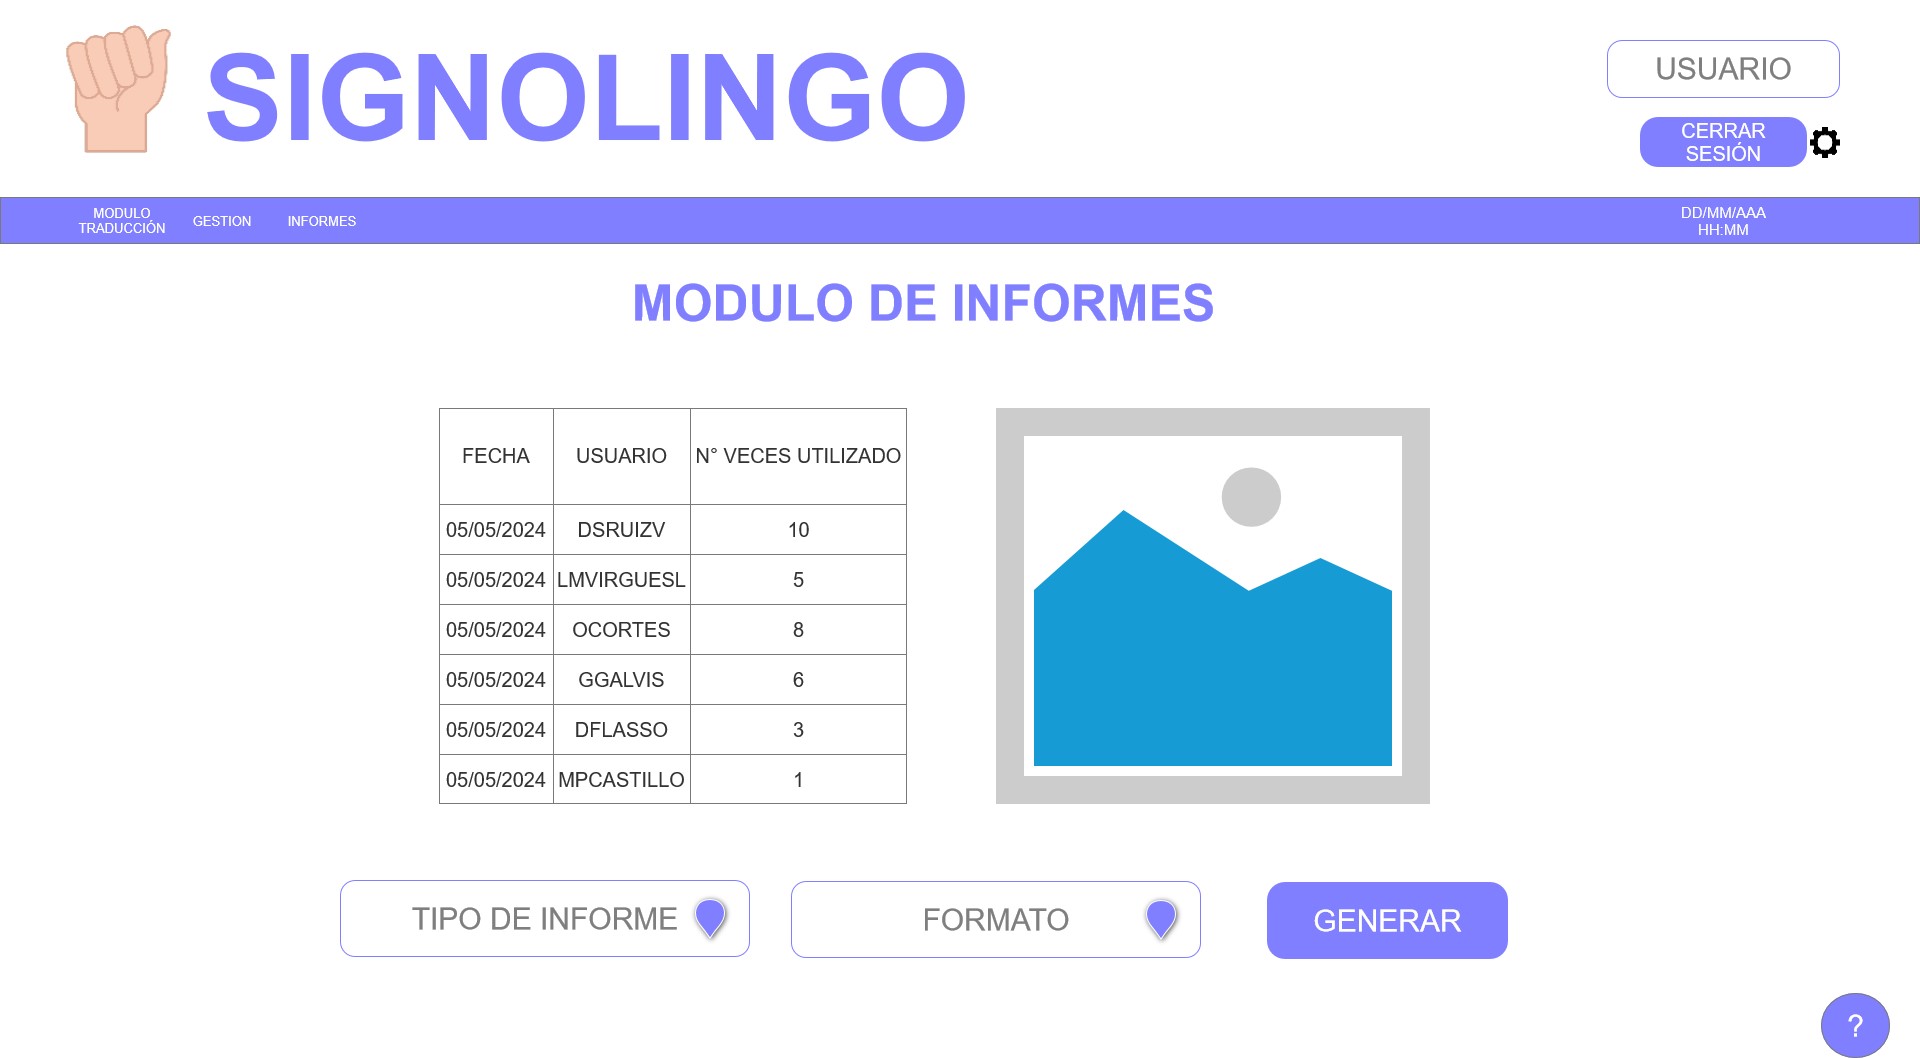 SIGNOLINGO
USUARIO
CERRAR
SESIÓN
MODULO
TRADUCCIÓN
GESTION
INFORMES
DD/MM/AAA
HH:MM
MODULO DE INFORMES
FECHA USUARIO N° VECES UTILIZADO
05/05/2024 DSRUIZV 10
05/05/2024 LMVIRGUESL 5
05/05/2024 OCORTES 8
05/05/2024 GGALVIS 6
05/05/2024 DFLASSO 3
05/05/2024 MPCASTILLO 1
TIPO DE INFORME
FORMATO
GENERAR
?